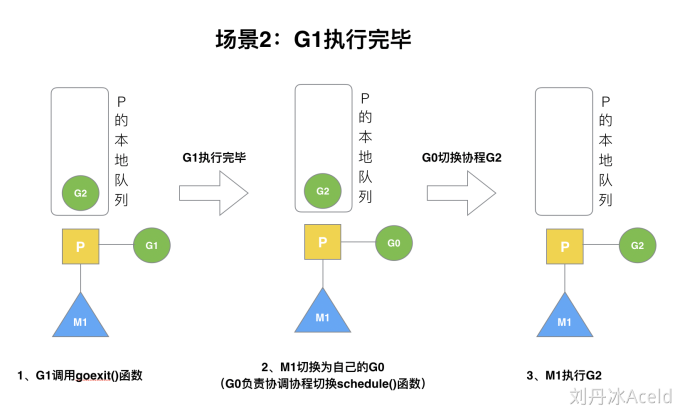 场景2：G1执行完毕
P的本地队列
G2
P
G1
M1
1、G1调用goexit()函数
G1执行完毕
P的本地队列
G2
P
G0
M1
2、M1切换为自己的G0
（G0负责协调协程切换schedule()函数）
G0切换协程G2
P的本地队列
P
G2
M1
3、M1执行G2
刘丹冰Aceld